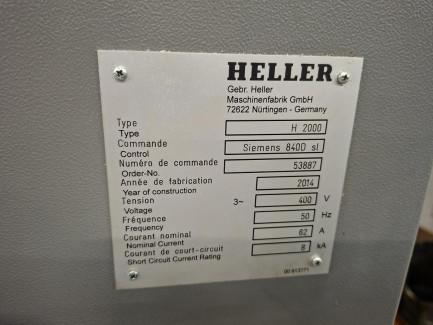 HELLER
Gebr. Heller
Maschinenfabrik GmbH
72622 Nürtingen - Germany
Type H 2000
Type
Commande Siemens 840D sl
Control
Numéro de commande 53887
Order-No.
Année de fabrication 2014
Year of construction
Tension 3~ 400 V
Voltage
Fréquence 50 Hz
Frequency
Courant nominal 62 A
Nominal Current
Courant de court-circuit 8 kA
Short Circuit Current Rating